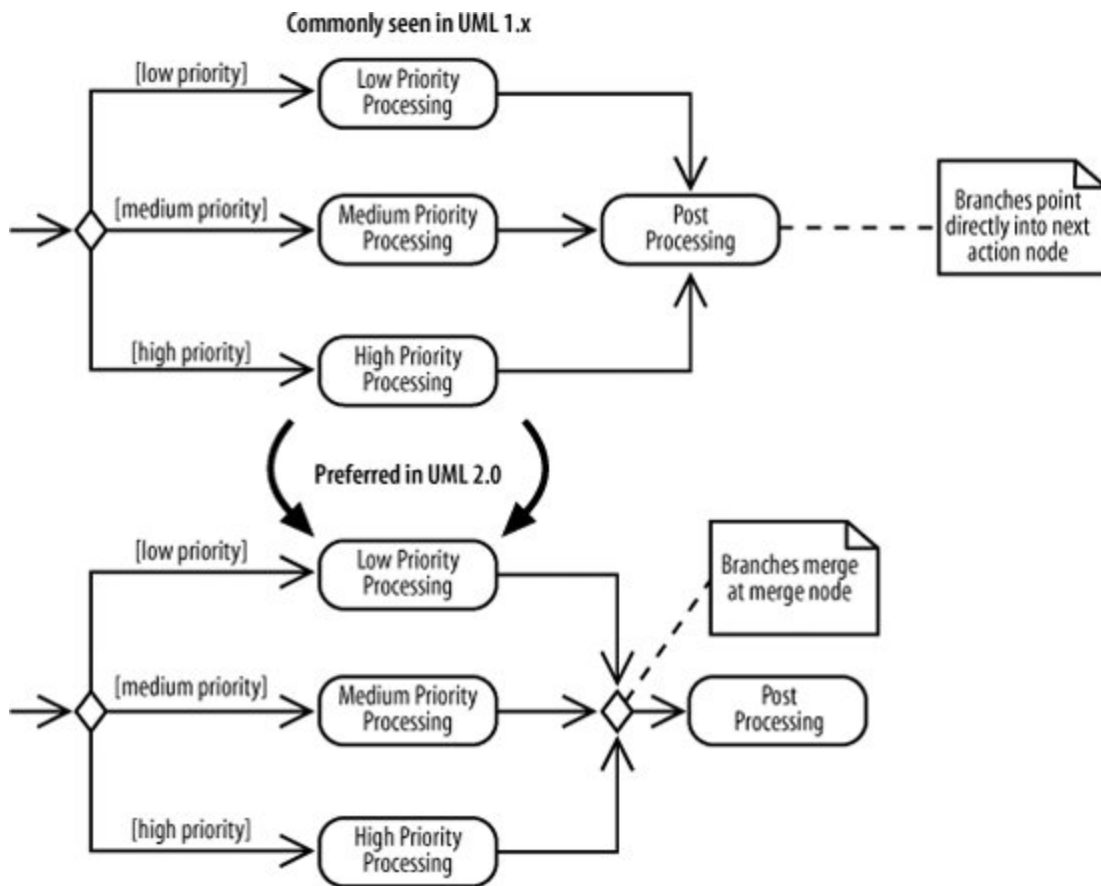 Commonly seen in UML 1.x
[low priority]
Low Priority
Processing
[medium priority]
Medium Priority
Processing
Post
Processing
Branches point
directly into next
action node
[high priority]
High Priority
Processing
Preferred in UML 2.0
[low priority]
Low Priority
Processing
Branches merge
at merge node
[medium priority]
Medium Priority
Processing
Post
Processing
[high priority]
High Priority
Processing